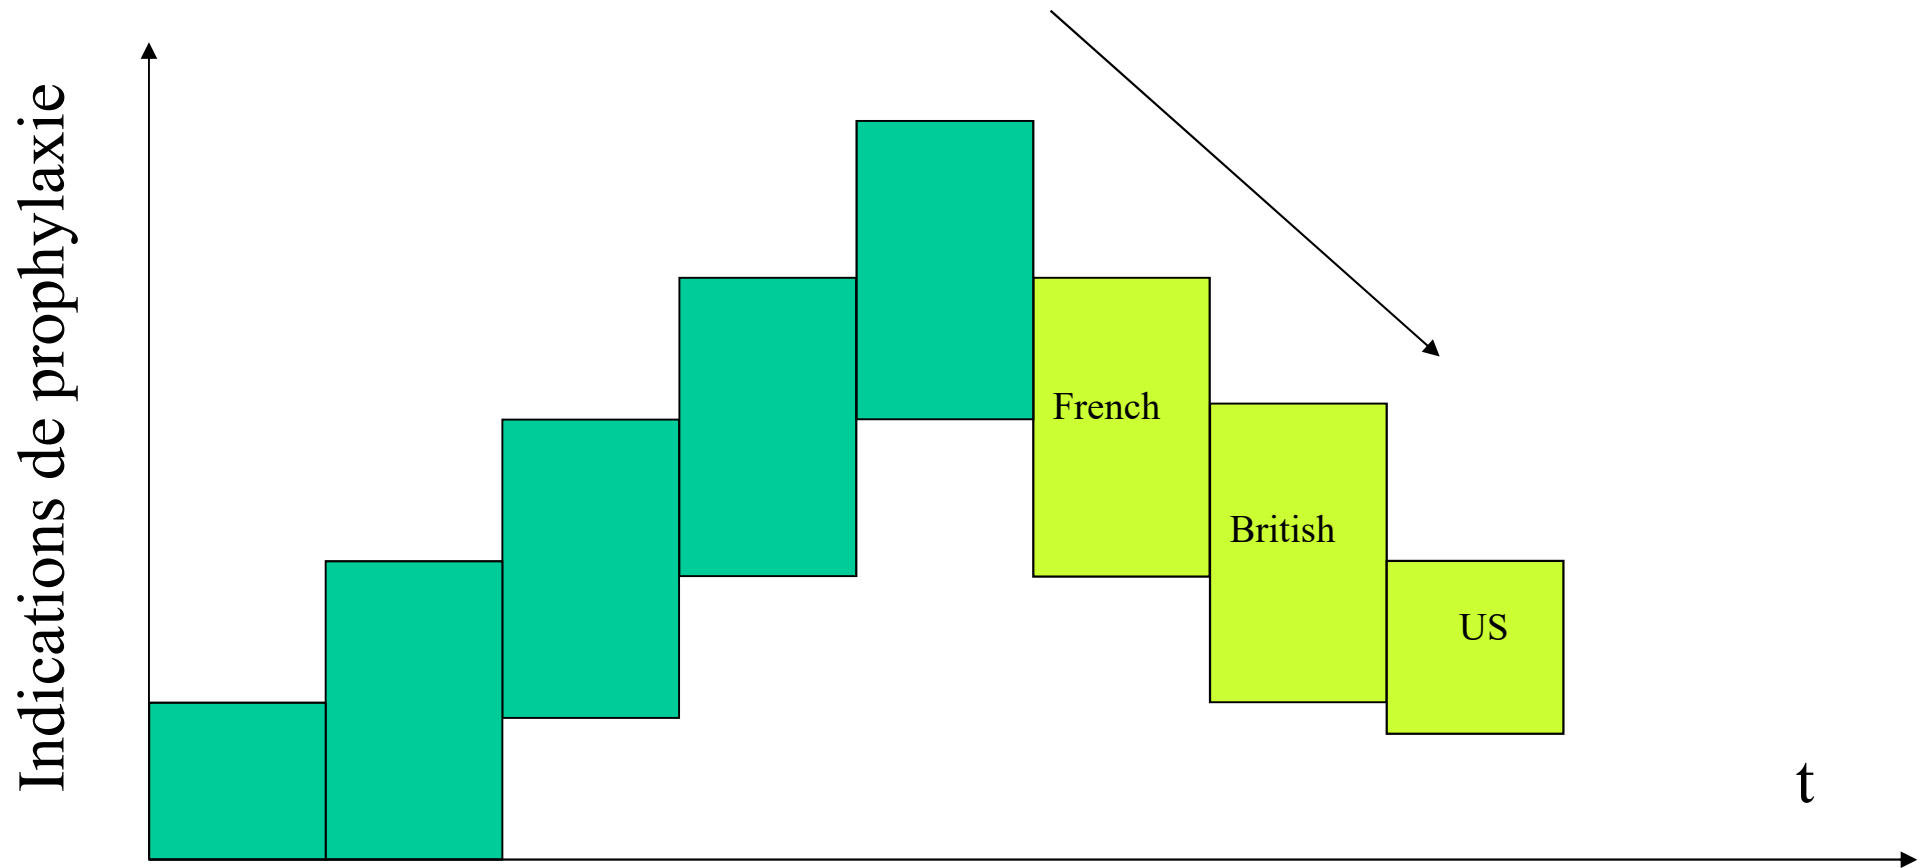 Indications de prophylaxie
French
British
US
t